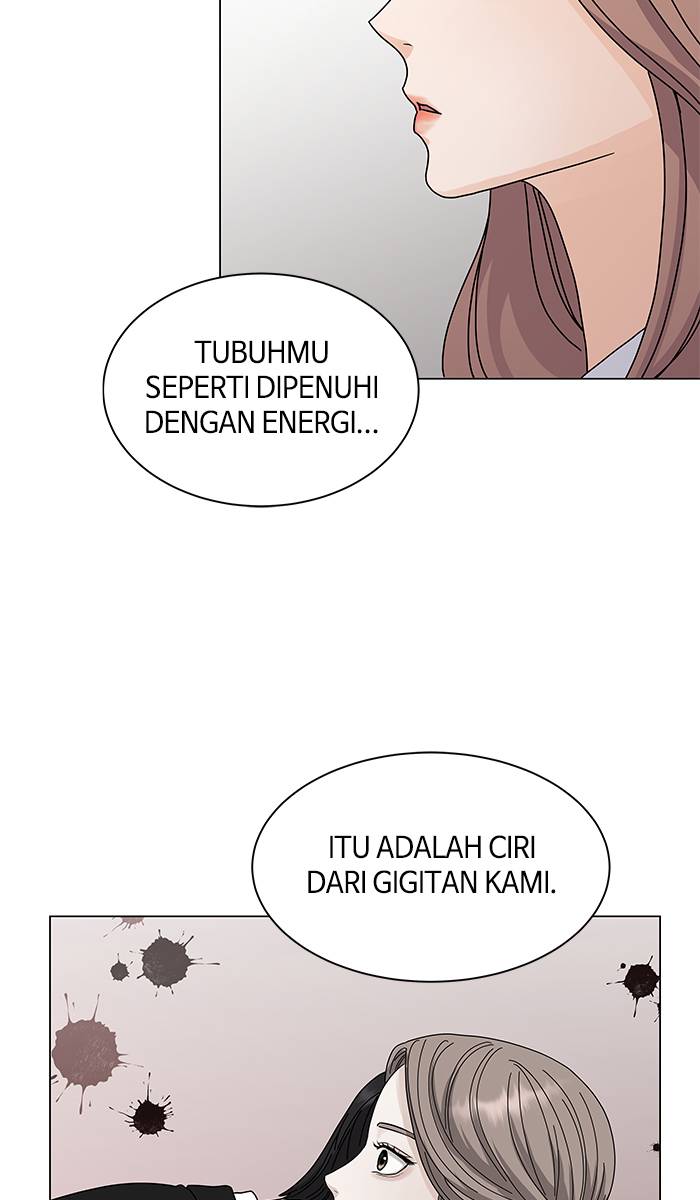 TUBUHMU
SEPERTI DIPENUHI
DENGAN ENERGI...
ITU ADALAH CIRI
DARI GIGITAN KAMI.